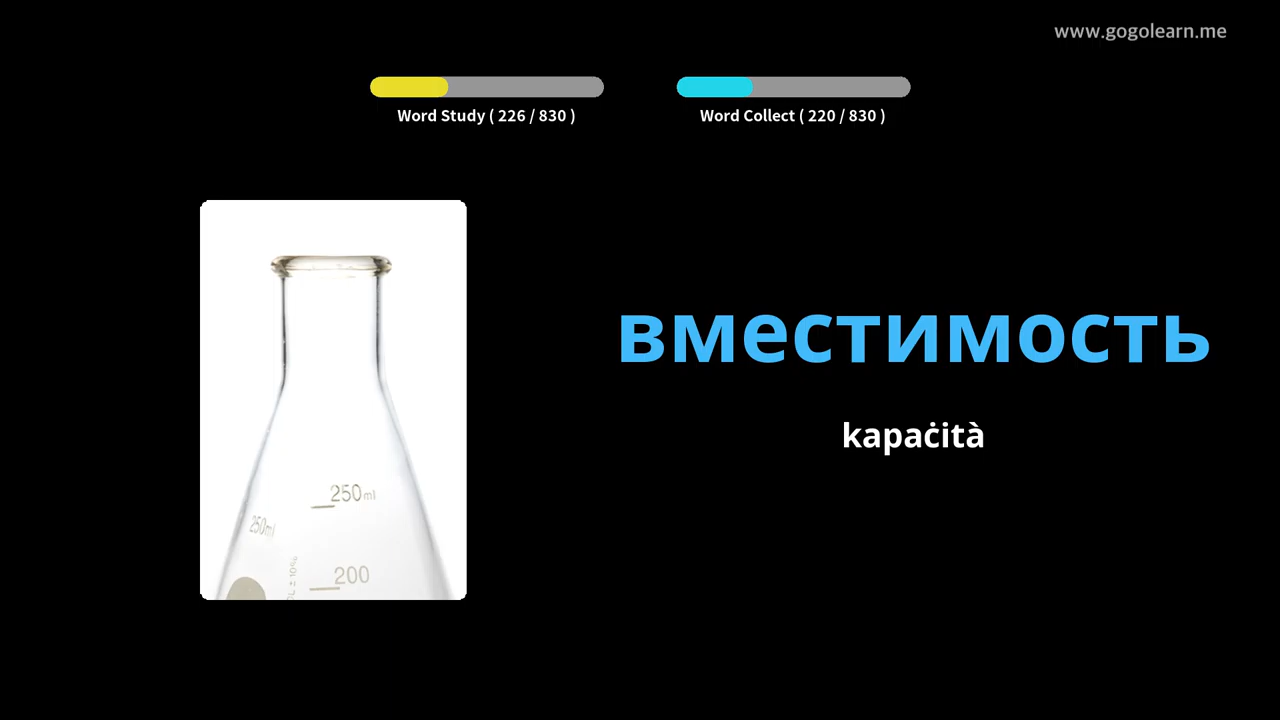 www.gogolearn.me
Word Study ( 226 / 830 )
Word Collect ( 220 / 830 )
вместимость
kapaċità
250ml
250ml
200